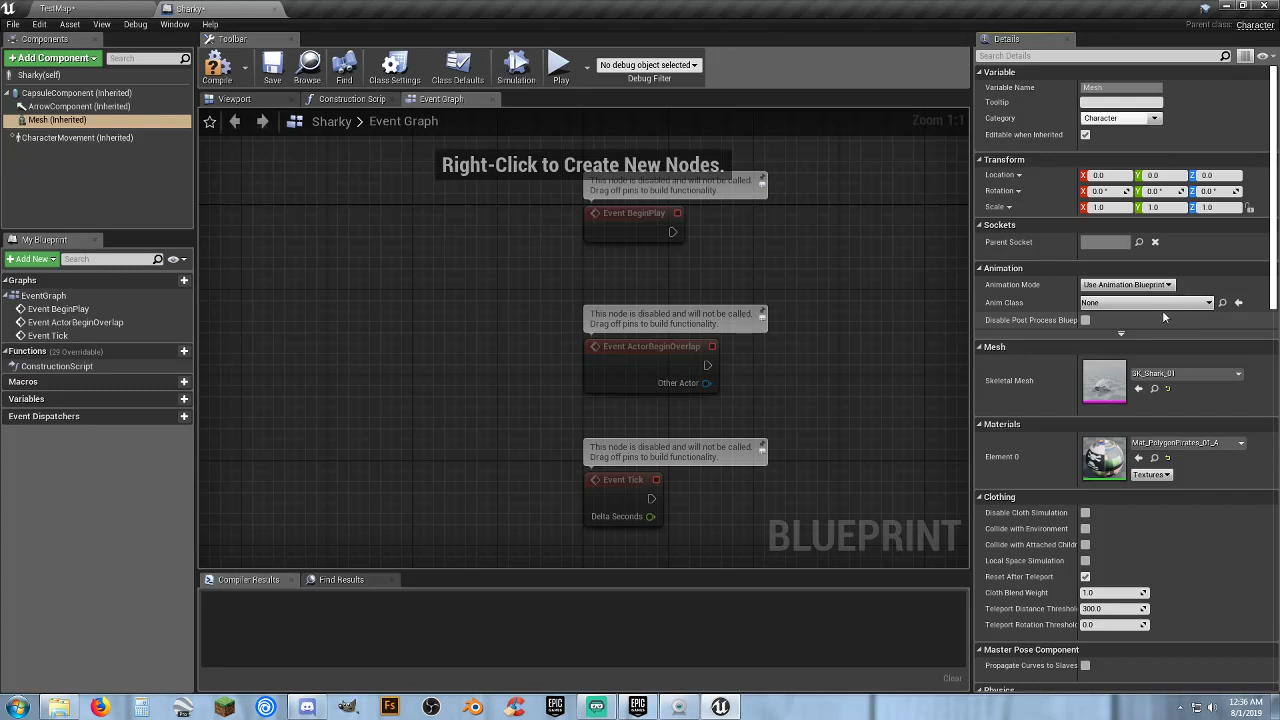 TestMap*
Sharky*
File Edit Asset View Debug Window Help
Parent class: Character
Components
+ Add Component
Search
Sharky(self)
CapsuleComponent (Inherited)
ArrowComponent (Inherited)
Mesh (Inherited)
CharacterMovement (Inherited)
My Blueprint
+ Add New
Search
Graphs
EventGraph
Event BeginPlay
Event ActorBeginOverlap
Event Tick
Functions (29 Overridable)
ConstructionScript
Macros
Variables
Event Dispatchers
Toolbar
Compile
Save
Browse
Find
Class Settings
Class Defaults
Simulation
Play
No debug object selected
Debug Filter
Viewport
Construction Scrip
Event Graph
Sharky > Event Graph
Zoom 1:1
Right-Click to Create New Nodes.
This node is disabled and will not be called.
Drag off pins to build functionality.
Event BeginPlay
This node is disabled and will not be called.
Drag off pins to build functionality.
Event ActorBeginOverlap
Other Actor
This node is disabled and will not be called.
Drag off pins to build functionality.
Event Tick
Delta Seconds
BLUEPRINT
Compiler Results
Find Results
Clear
Details
Search Details
Variable
Variable Name Mesh
Tooltip
Category Character
Editable when Inherited
Transform
Location X 0.0 Y 0.0 Z 0.0
Rotation X 0.0 ° Y 0.0 ° Z 0.0 °
Scale X 1.0 Y 1.0 Z 1.0
Sockets
Parent Socket
Animation
Animation Mode Use Animation Blueprint
Anim Class None
Disable Post Process Bluep
Mesh
Skeletal Mesh SK_Shark_01
Materials
Element 0 Mat_PolygonPirates_01_A
Textures
Clothing
Disable Cloth Simulation
Collide with Environment
Collide with Attached Childr
Local Space Simulation
Reset After Teleport
Cloth Blend Weight 1.0
Teleport Distance Threshol 300.0
Teleport Rotation Threshol 0.0
Master Pose Component
Propagate Curves to Slaves
Physics
Fs
EPIC GAMES
EPIC GAMES
12:36 AM
8/1/2019